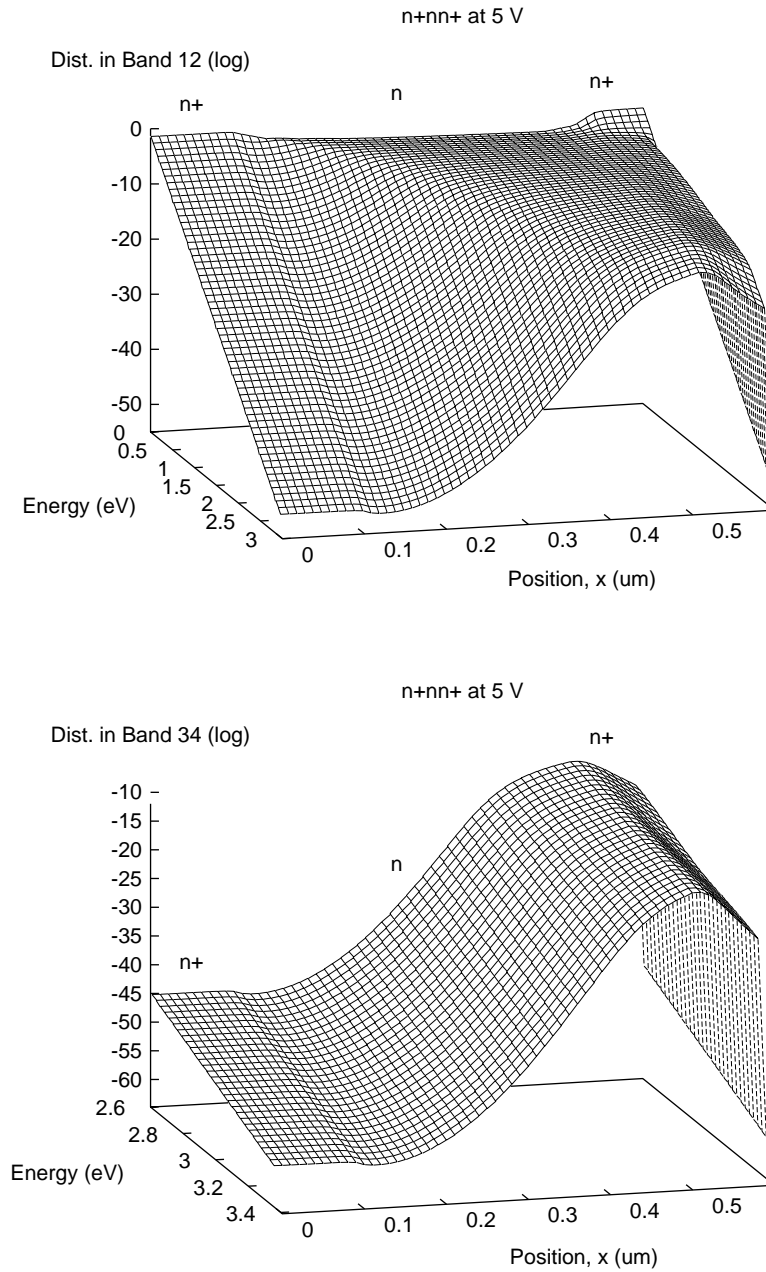 n+nn+ at 5 V
Dist. in Band 12 (log)
n+
n
n+
0
-10
-20
-30
-40
-50
0
0.5
1
1.5
2
2.5
3
Energy (eV)
0
0.1
0.2
0.3
0.4
0.5
Position, x (um)
n+nn+ at 5 V
Dist. in Band 34 (log)
n+
n
n+
-10
-15
-20
-25
-30
-35
-40
-45
-50
-55
-60
2.6
2.8
3
3.2
3.4
Energy (eV)
0
0.1
0.2
0.3
0.4
0.5
Position, x (um)